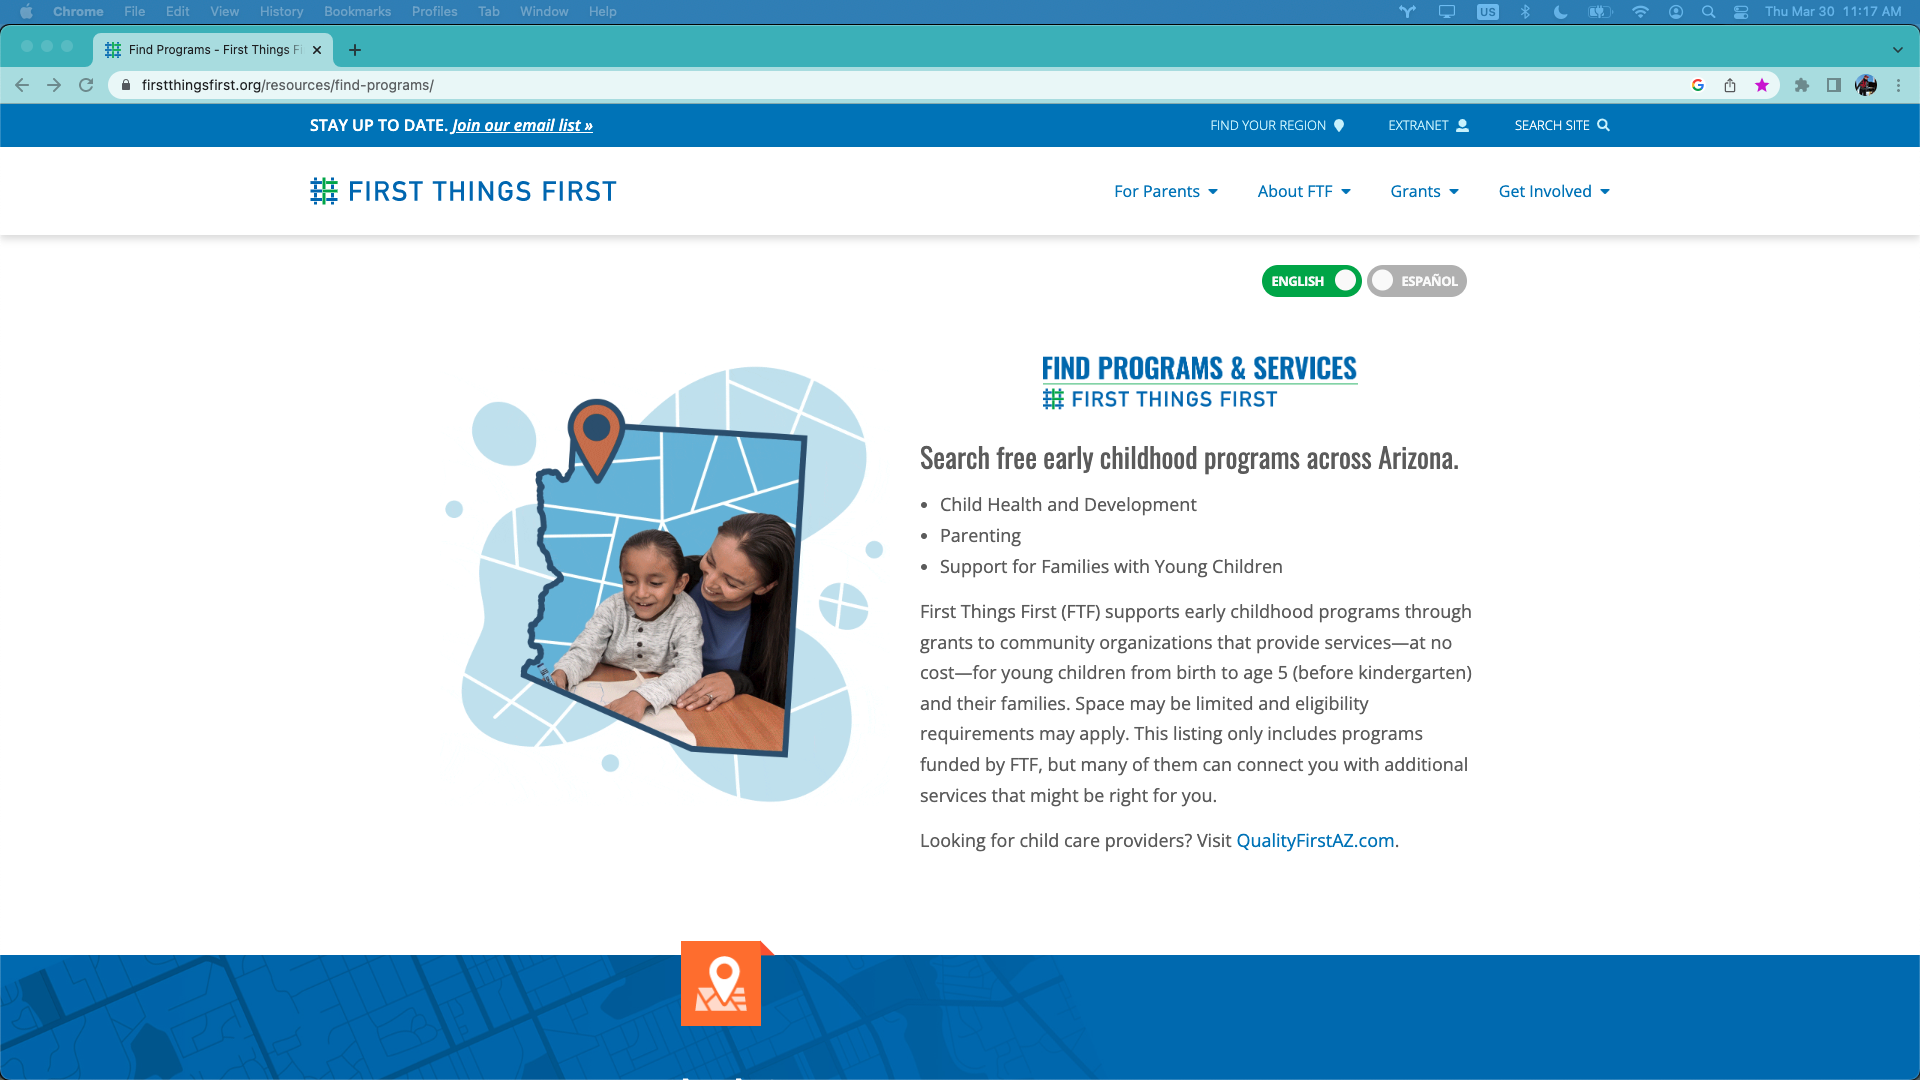 Chrome File Edit View History Bookmarks Profiles Tab Window Help US Thu Mar 30 11:17 AM
Find Programs - First Things Fi
firstthingsfirst.org/resources/find-programs/
STAY UP TO DATE. Join our email list » FIND YOUR REGION EXTRANET SEARCH SITE
FIRST THINGS FIRST For Parents About FTF Grants Get Involved
ENGLISH ESPAÑOL
FIND PROGRAMS & SERVICES
FIRST THINGS FIRST
Search free early childhood programs across Arizona.
• Child Health and Development
• Parenting
• Support for Families with Young Children
First Things First (FTF) supports early childhood programs through
grants to community organizations that provide services—at no
cost—for young children from birth to age 5 (before kindergarten)
and their families. Space may be limited and eligibility
requirements may apply. This listing only includes programs
funded by FTF, but many of them can connect you with additional
services that might be right for you.
Looking for child care providers? Visit QualityFirstAZ.com.